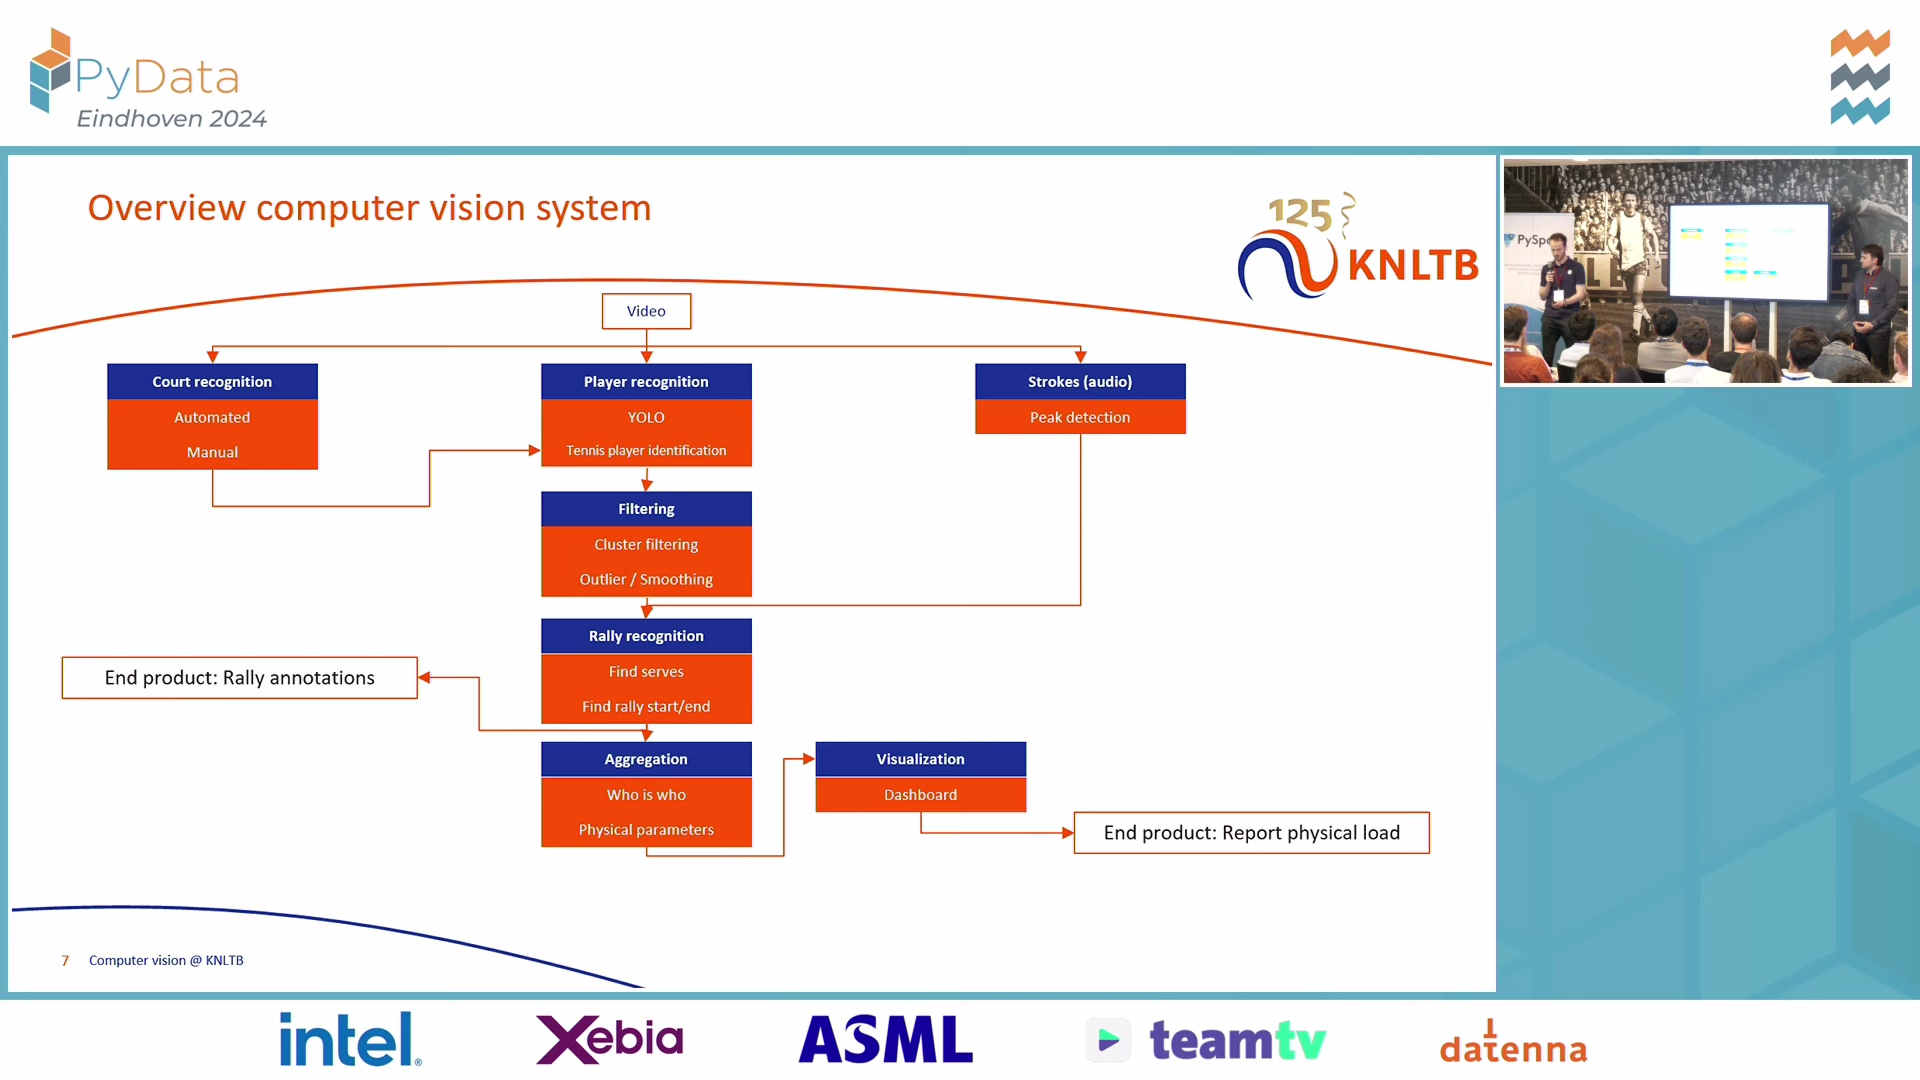 PyData
Eindhoven 2024
Overview computer vision system
125
KNLTB
Video
Court recognition
Automated
Manual
Player recognition
YOLO
Tennis player identification
Strokes (audio)
Peak detection
Filtering
Cluster filtering
Outlier / Smoothing
Rally recognition
Find serves
Find rally start/end
End product: Rally annotations
Aggregation
Who is who
Physical parameters
Visualization
Dashboard
End product: Report physical load
7 Computer vision @ KNLTB
intel.
Xebia
ASML
teamtv
datenna